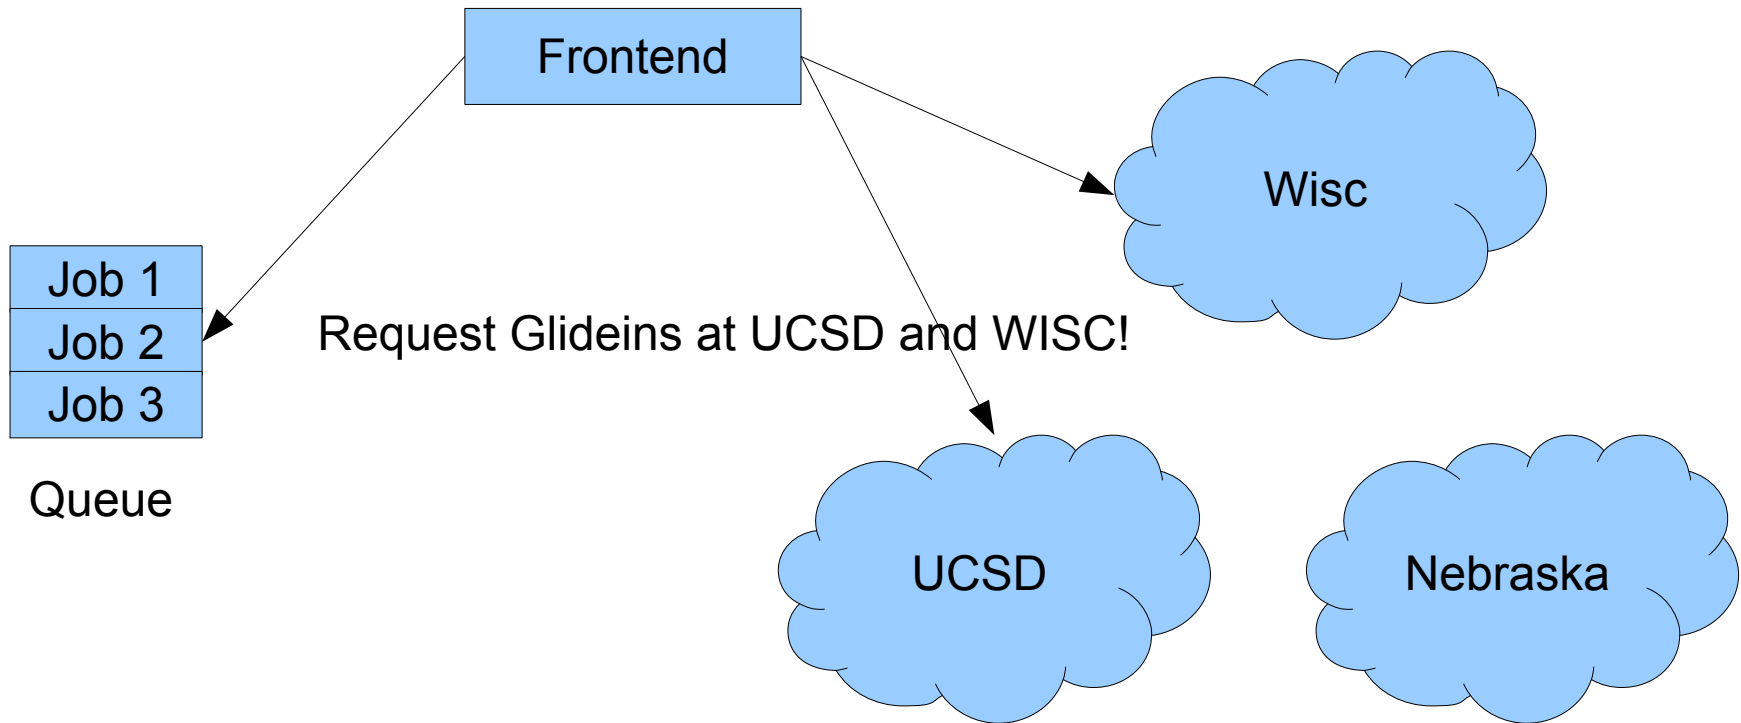 Frontend
Wisc
Job 1
Job 2
Job 3
Request Glideins at UCSD and WISC!
Queue
UCSD
Nebraska